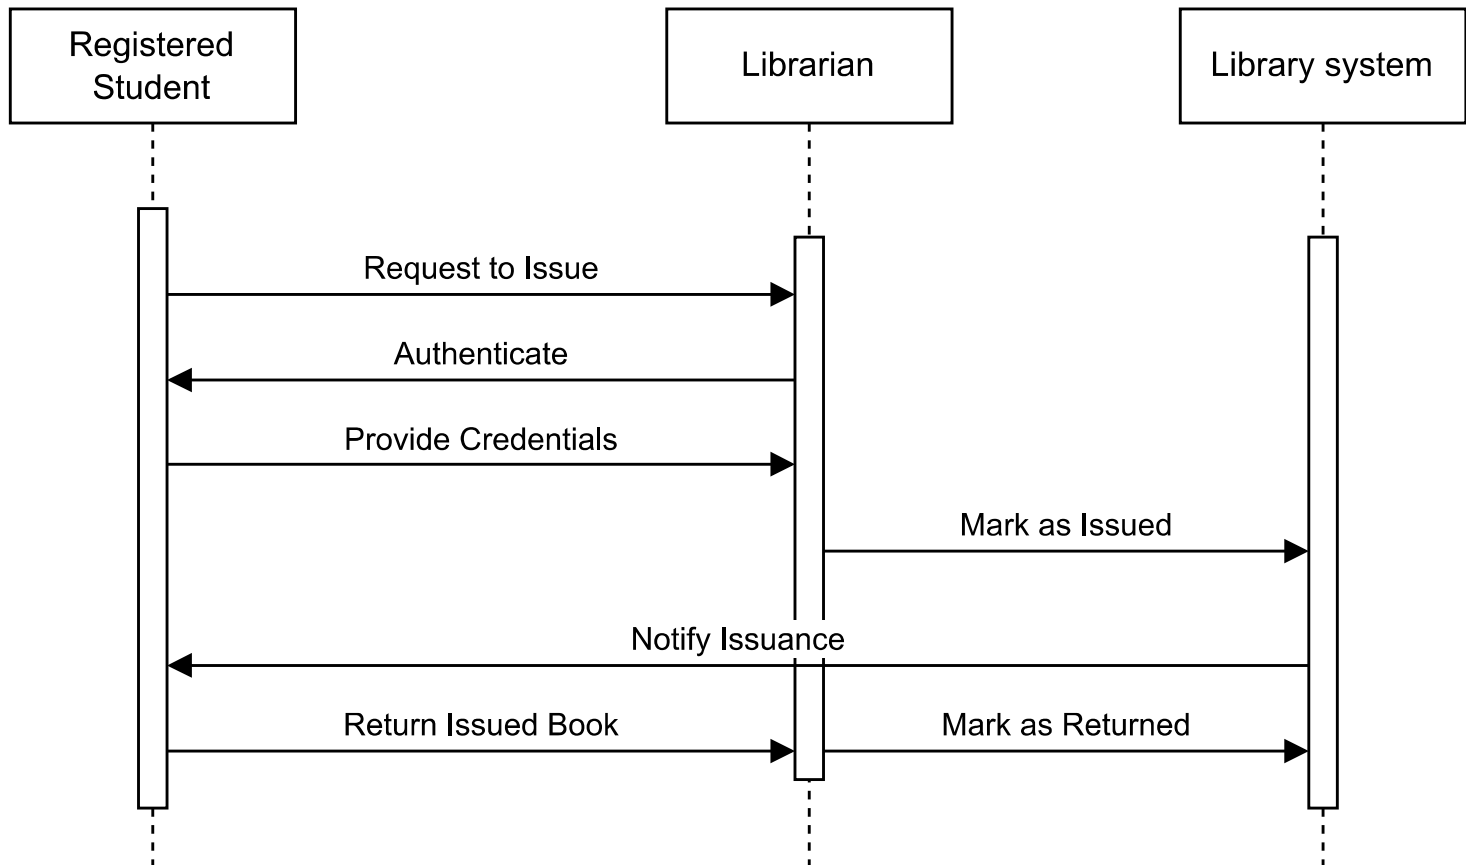 Registered
Student
Librarian
Library system
Request to Issue
Authenticate
Provide Credentials
Mark as Issued
Notify Issuance
Return Issued Book
Mark as Returned